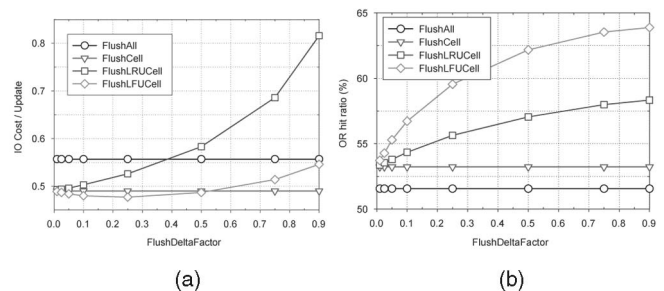 FlushAll
FlushCell
FlushLRUCell
FlushLFUCell
IO Cost / Update
0.8
0.7
0.6
0.5
0.0 0.1 0.2 0.3 0.4 0.5 0.6 0.7 0.8 0.9
FlushDeltaFactor
(a)
FlushAll
FlushCell
FlushLRUCell
FlushLFUCell
OR hit ratio (%)
65
60
55
50
0.0 0.1 0.2 0.3 0.4 0.5 0.6 0.7 0.8 0.9
FlushDeltaFactor
(b)